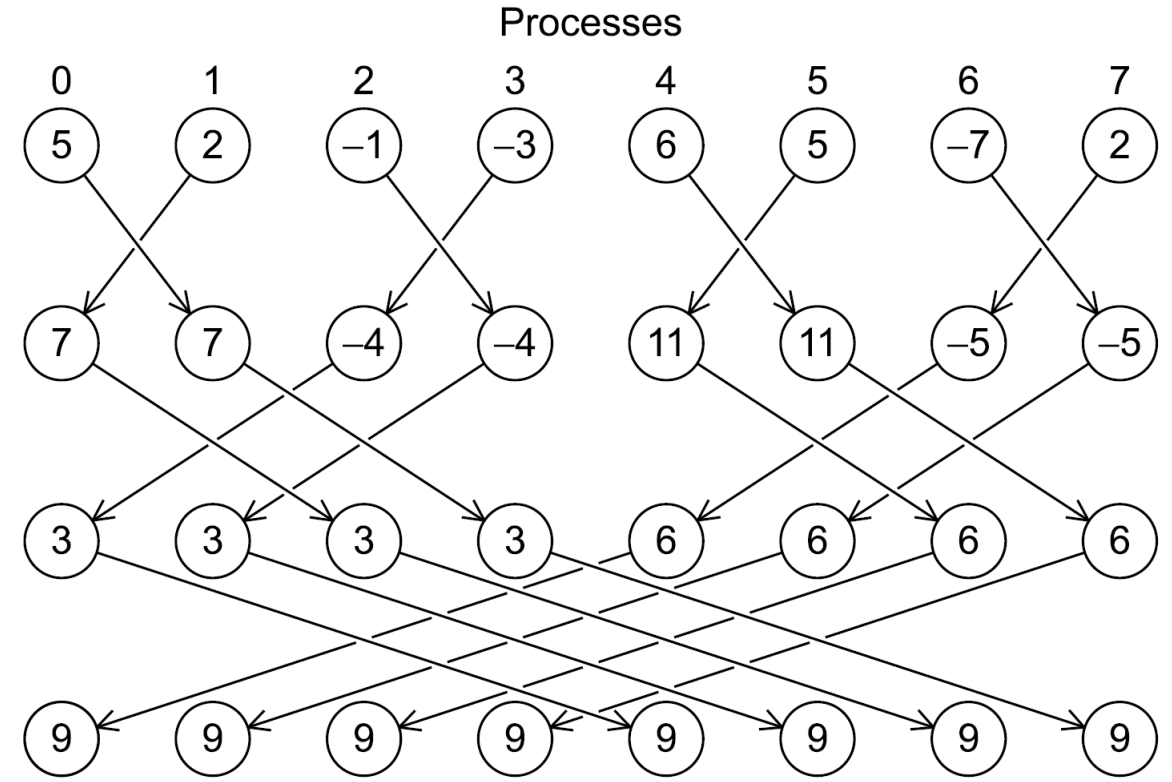 Processes
0 1 2 3 4 5 6 7
5 2 –1 –3 6 5 –7 2
7 7 –4 –4 11 11 –5 –5
3 3 3 3 6 6 6 6
9 9 9 9 9 9 9 9